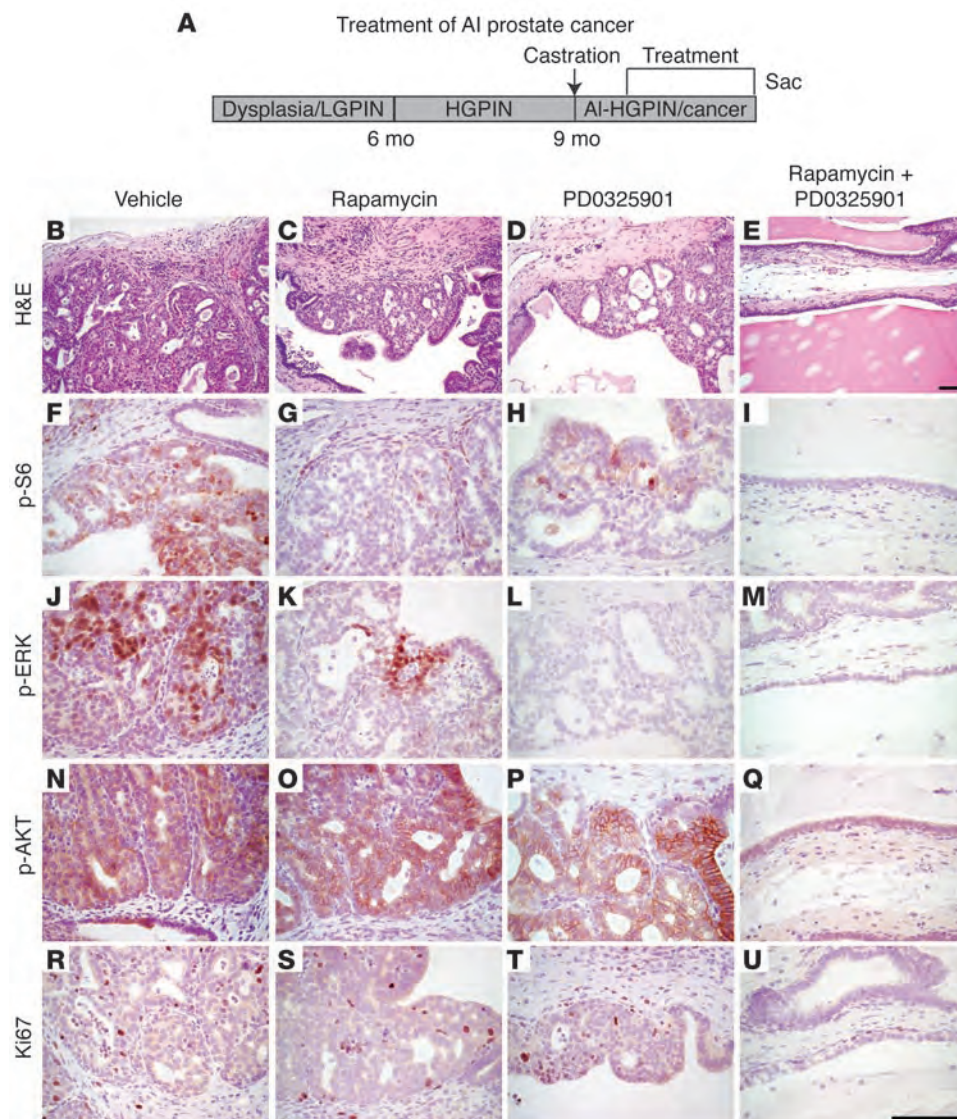 A
Treatment of AI prostate cancer
Castration
Treatment
Sac
Dysplasia/LGPIN
HGPIN
AI-HGPIN/cancer
6 mo
9 mo
Vehicle
Rapamycin
PD0325901
Rapamycin +
PD0325901
H&E
B
C
D
E
p-S6
F
G
H
I
p-ERK
J
K
L
M
p-AKT
N
O
P
Q
Ki67
R
S
T
U